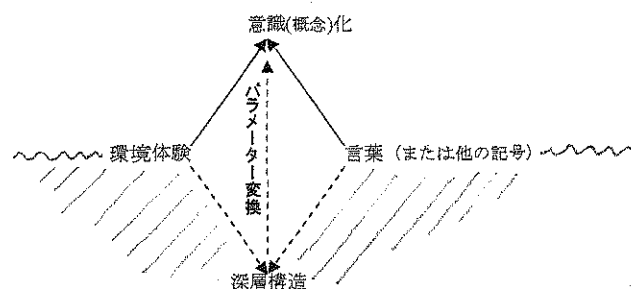 意識(概念)化
パラメーター変換
環境体験
言葉（または他の記号）
深層構造